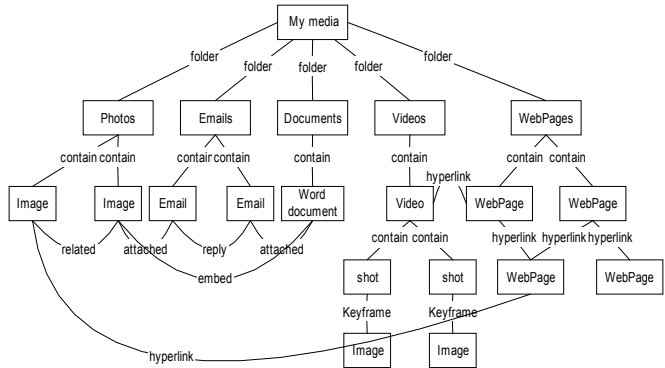 My media
folder
folder
folder
folder
folder
Photos
Emails
Documents
Videos
WebPages
contain contain
contain contain
contain
contain
contain contain
hyperlink
Image
Image
Email
Email
Word
document
Video
WebPage
WebPage
related
attached
reply
attached
embed
contain contain
hyperlink
hyperlink hyperlink
shot
shot
WebPage
WebPage
Keyframe
Keyframe
Image
Image
hyperlink